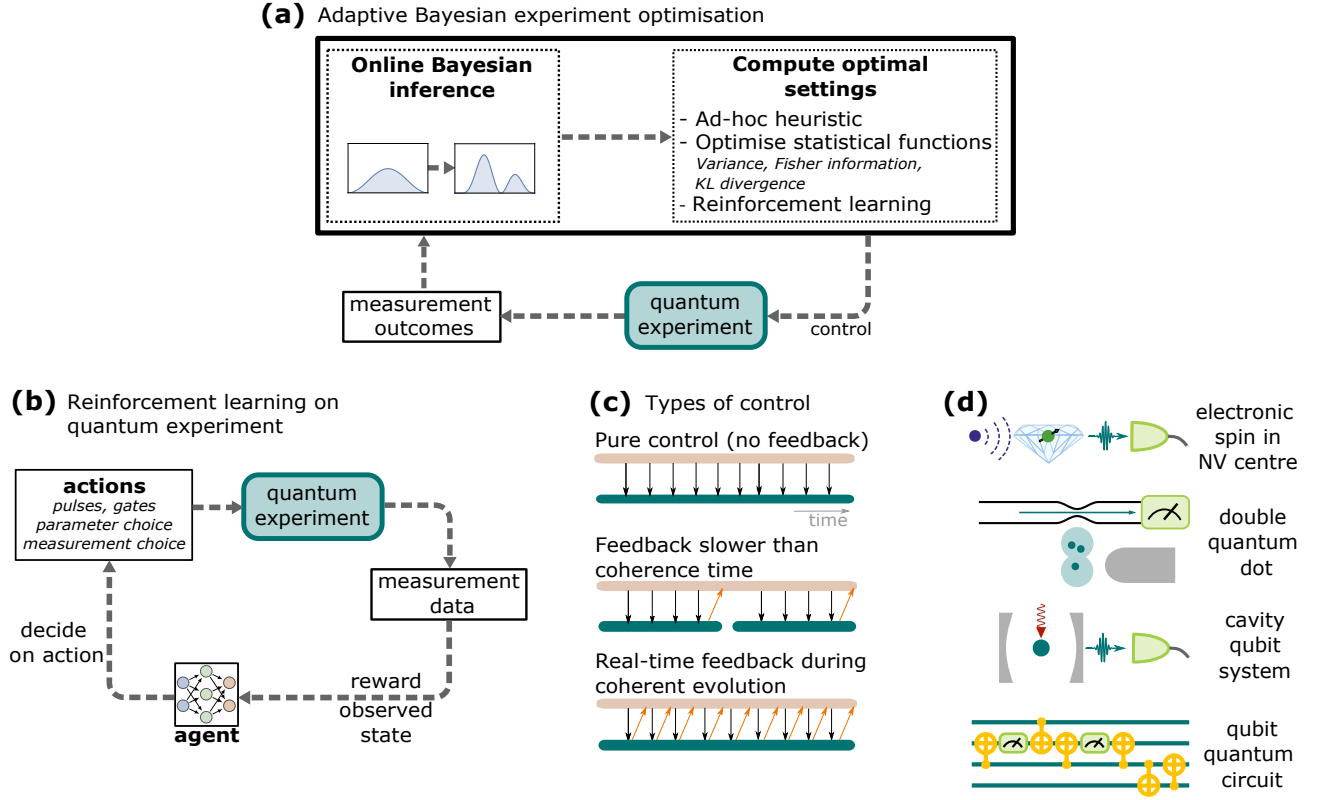 (a) Adaptive Bayesian experiment optimisation
Online Bayesian
inference
Compute optimal
settings
- Ad-hoc heuristic
- Optimise statistical functions
Variance, Fisher information,
KL divergence
- Reinforcement learning
measurement
outcomes
quantum
experiment
control
(b) Reinforcement learning on
quantum experiment
actions
pulses, gates
parameter choice
measurement choice
quantum
experiment
measurement
data
decide
on action
reward
observed
state
agent
(c) Types of control
Pure control (no feedback)
time
Feedback slower than
coherence time
Real-time feedback during
coherent evolution
(d)
electronic
spin in
NV centre
double
quantum
dot
cavity
qubit
system
qubit
quantum
circuit